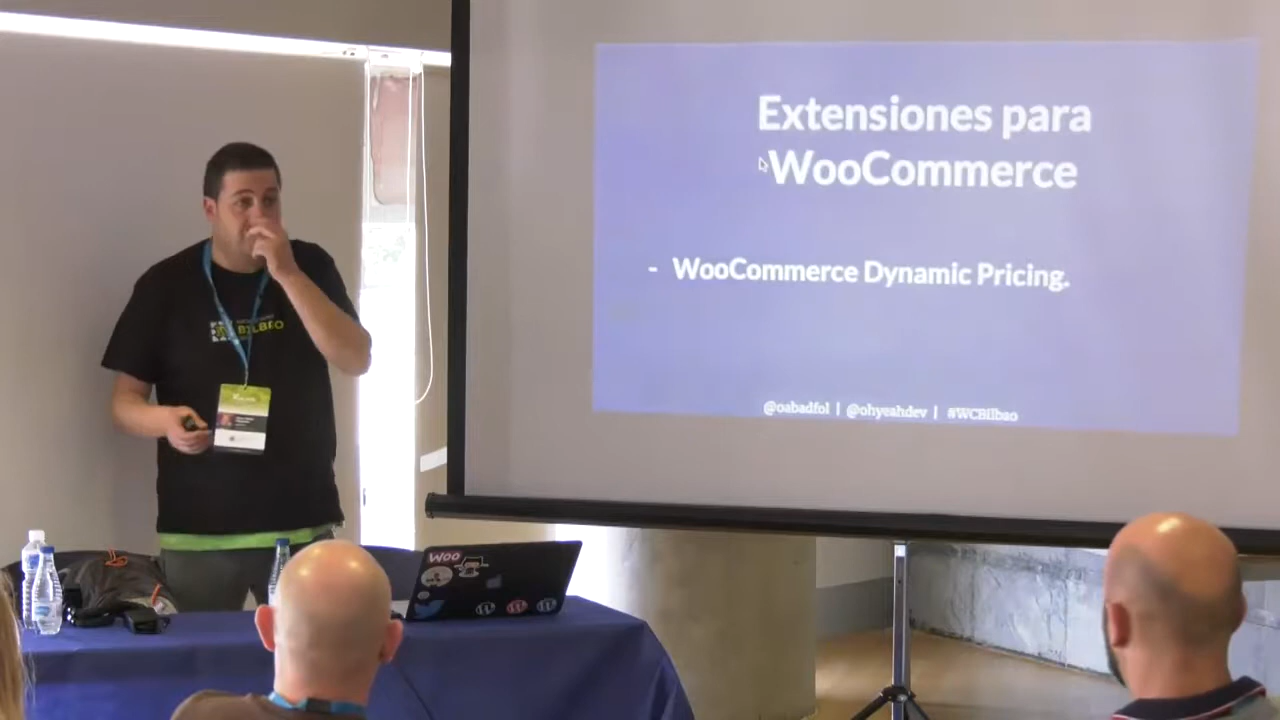 Extensiones para
WooCommerce
- WooCommerce Dynamic Pricing.
@oabadfol | @ohyeahdev | #WCBilbao
BILBAO
Woo